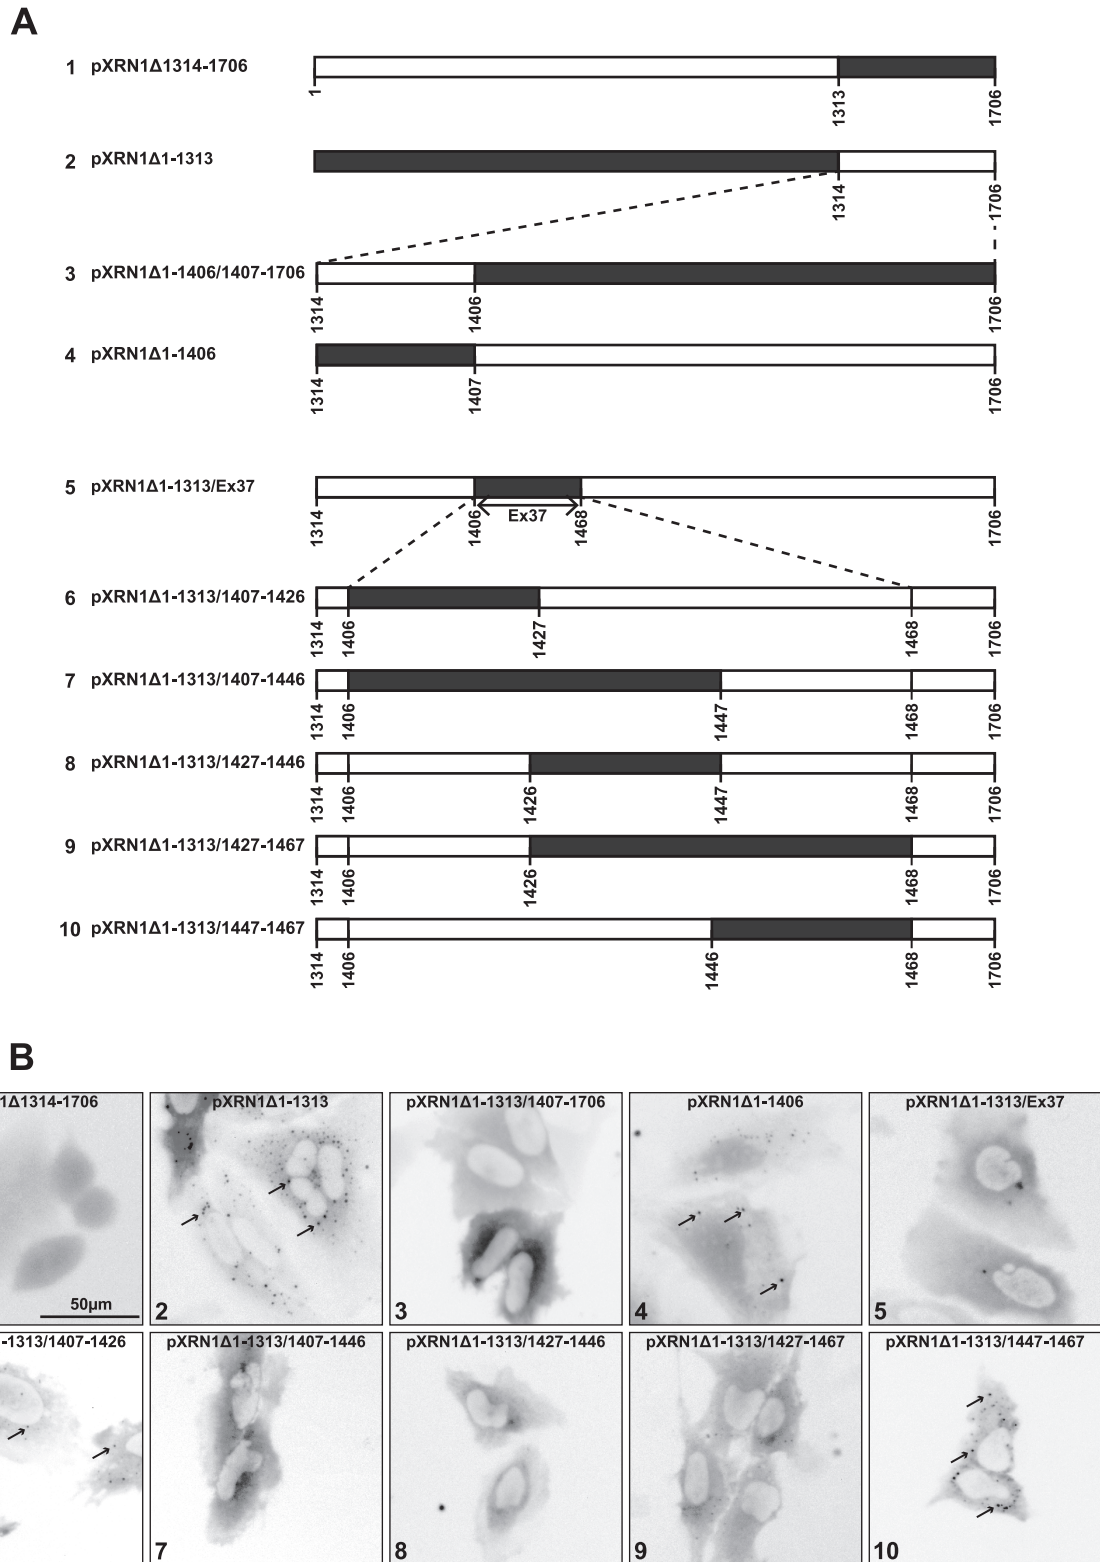 A
1 pXRN1Δ1314-1706
1 1313 1706
2 pXRN1Δ1-1313
1314 1706
3 pXRN1Δ1-1406/1407-1706
1314 1406 1706
4 pXRN1Δ1-1406
1314 1407 1706
5 pXRN1Δ1-1313/Ex37
Ex37
1314 1406 1468 1706
6 pXRN1Δ1-1313/1407-1426
1314 1406 1427 1468 1706
7 pXRN1Δ1-1313/1407-1446
1314 1406 1447 1468 1706
8 pXRN1Δ1-1313/1427-1446
1314 1406 1426 1447 1468 1706
9 pXRN1Δ1-1313/1427-1467
1314 1406 1426 1468 1706
10 pXRN1Δ1-1313/1447-1467
1314 1406 1446 1468 1706
B
1Δ1314-1706 pXRN1Δ1-1313 pXRN1Δ1-1313/1407-1706 pXRN1Δ1-1406 pXRN1Δ1-1313/Ex37
50µm 2 3 4 5
-1313/1407-1426 pXRN1Δ1-1313/1407-1446 pXRN1Δ1-1313/1427-1446 pXRN1Δ1-1313/1427-1467 pXRN1Δ1-1313/1447-1467
7 8 9 10